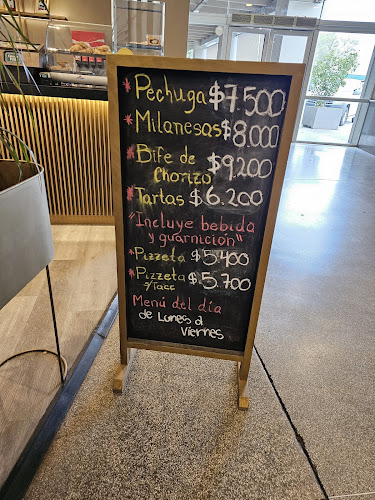 * Pechuga $7.500
* Milanesas $8.000
* Bife de
Chorizo $9.200
* Tartas $6.200
"Incluye bebida
y guarnición"
* Pizzeta $5.400
* Pizzeta $5.700
s/Tacc
Menú del día
de Lunes a
Viernes